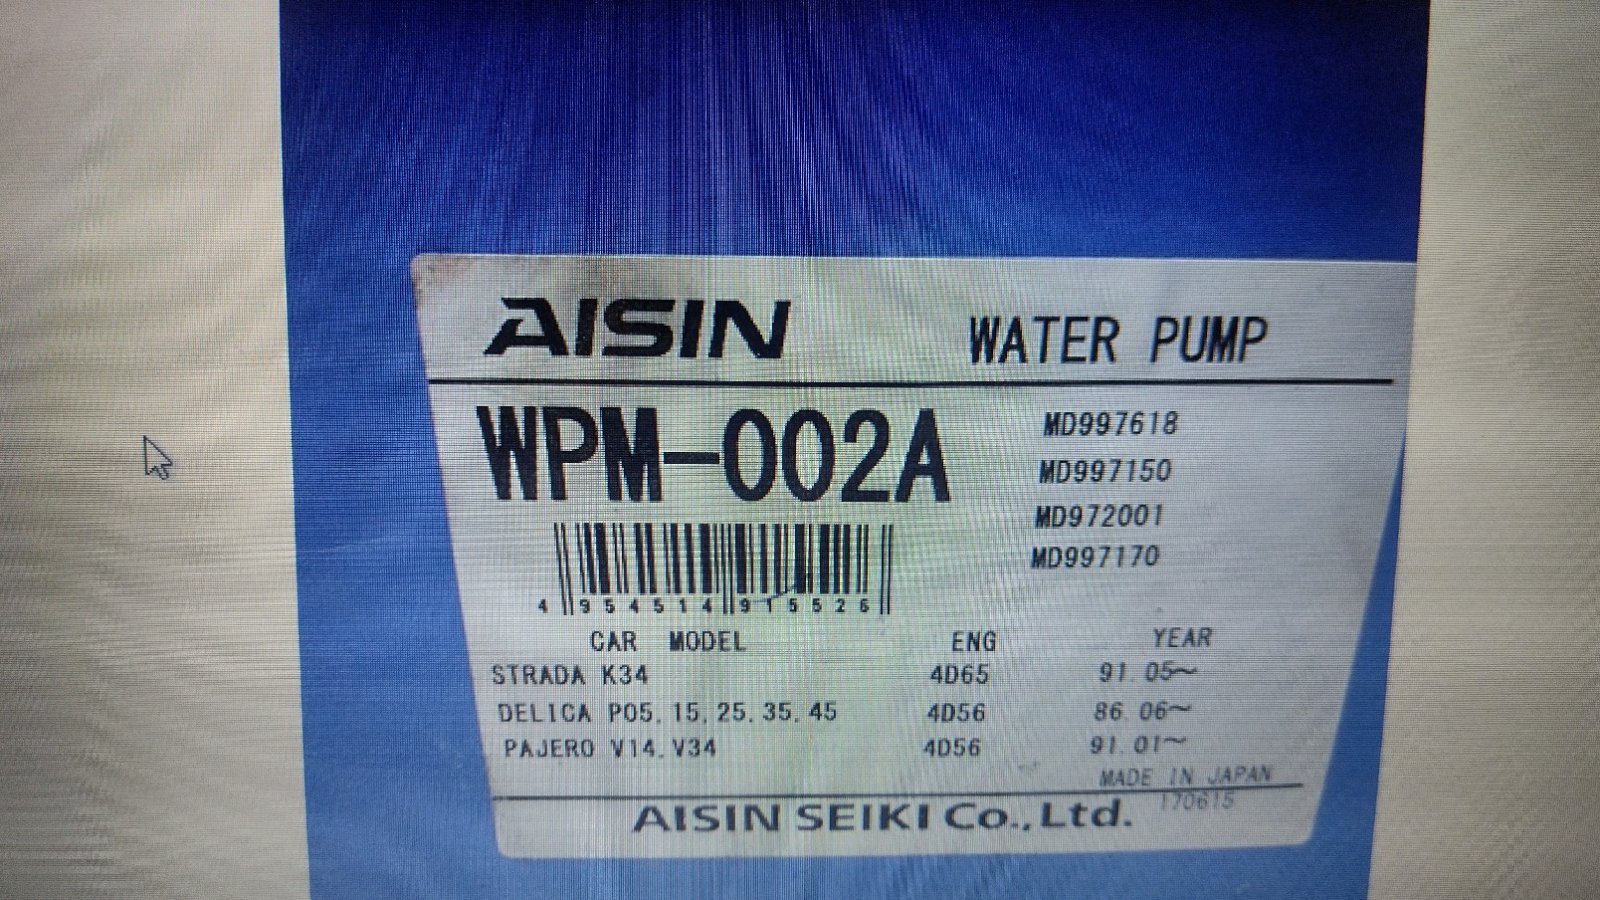 AISIN WATER PUMP
WPM-002A
MD997618
MD997150
MD972001
MD997170
4 954514 915526
CAR MODEL ENG YEAR
STRADA K34 4D65 91.05~
DELICA P05.15.25.35.45 4D56 86.06~
PAJERO V14.V34 4D56 91.01~
MADE IN JAPAN
170615
AISIN SEIKI Co.,Ltd.